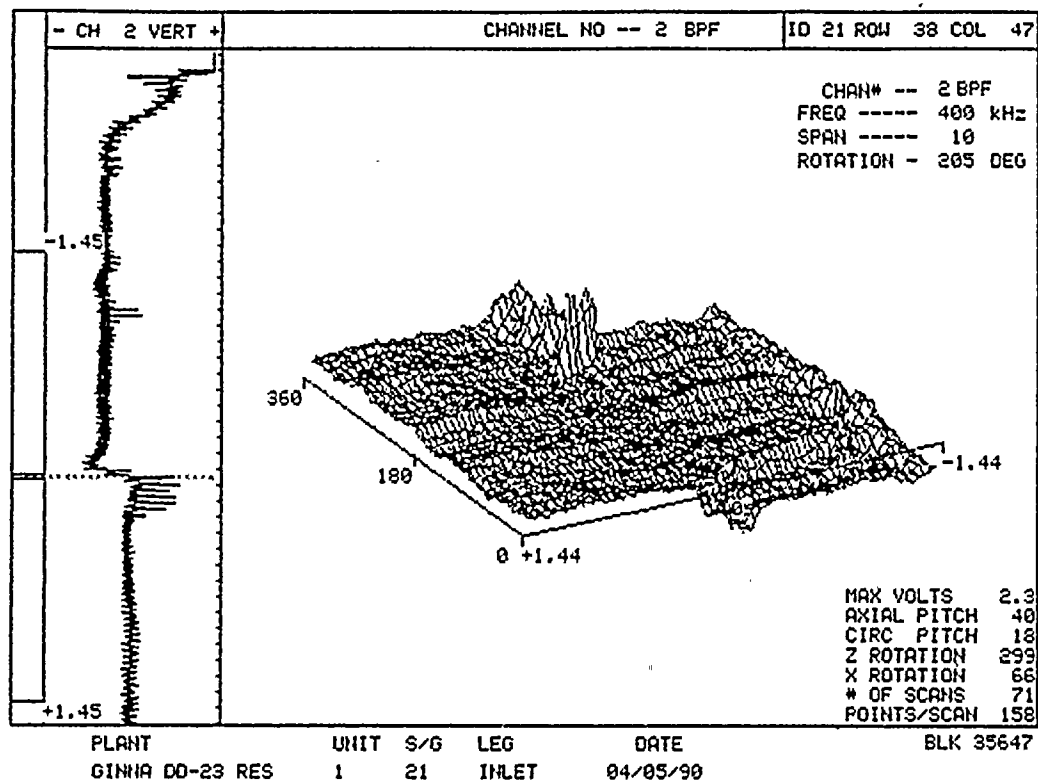 - CH 2 VERT +
CHANNEL NO -- 2 BPF
ID 21 ROW 38 COL 47
CHAN# -- 2 BPF
FREQ ----- 400 kHz
SPAN ----- 10
ROTATION - 205 DEG
-1.45
360
180
0 +1.44
-1.44
+1.45
MAX VOLTS 2.3
AXIAL PITCH 40
CIRC PITCH 18
Z ROTATION 299
X ROTATION 66
# OF SCANS 71
POINTS/SCAN 158
PLANT UNIT S/G LEG DATE BLK 35647
GINNA DD-23 RES 1 21 INLET 04/05/90